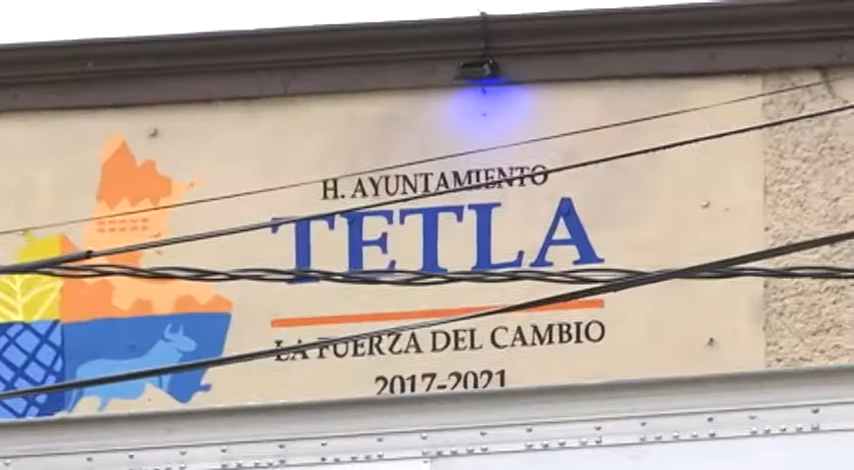 H. AYUNTAMIENTO
TETLA
LA FUERZA DEL CAMBIO
2017-2021